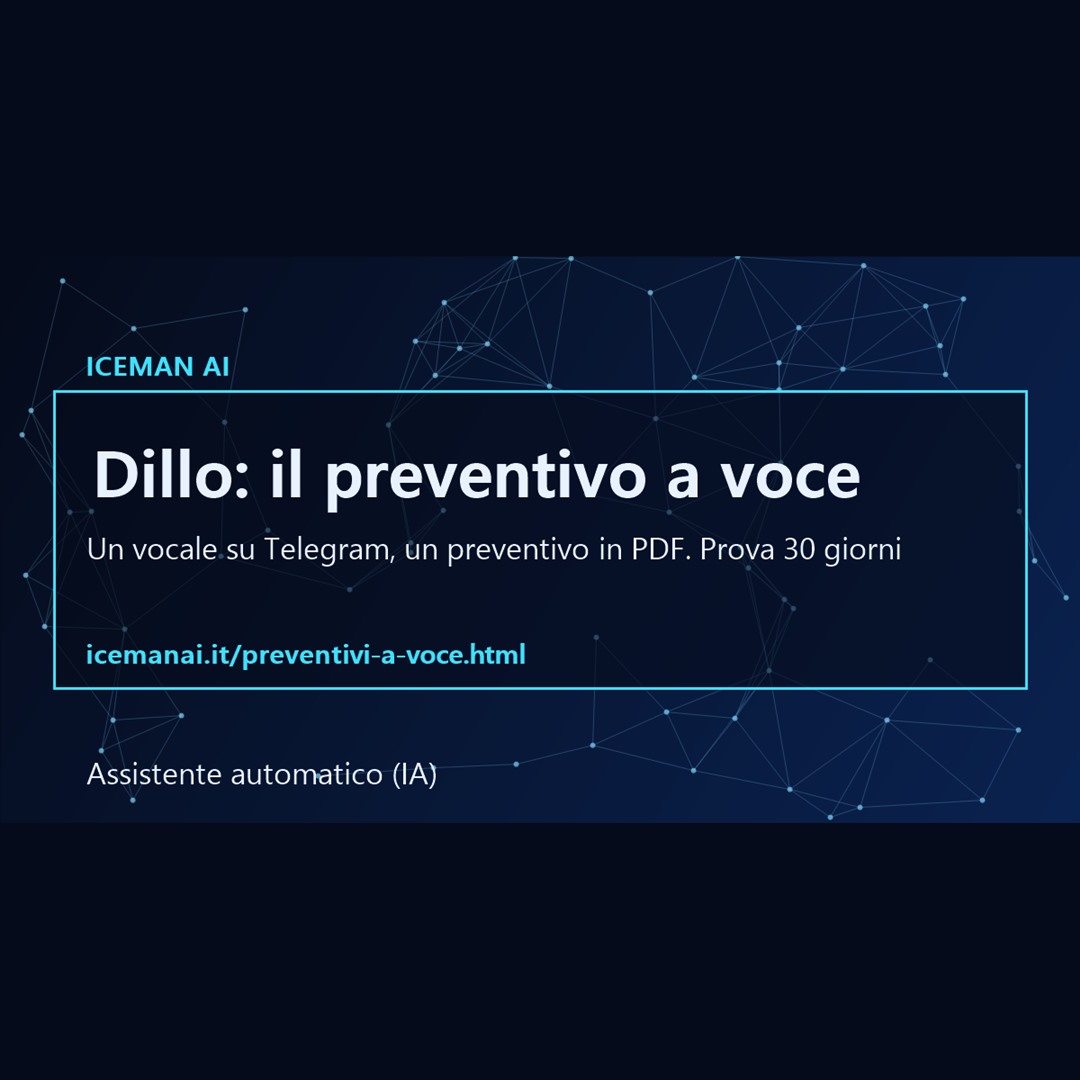 ICEMAN AI
Dillo: il preventivo a voce
Un vocale su Telegram, un preventivo in PDF. Prova 30 giorni
icemanai.it/preventivi-a-voce.html
Assistente automatico (IA)